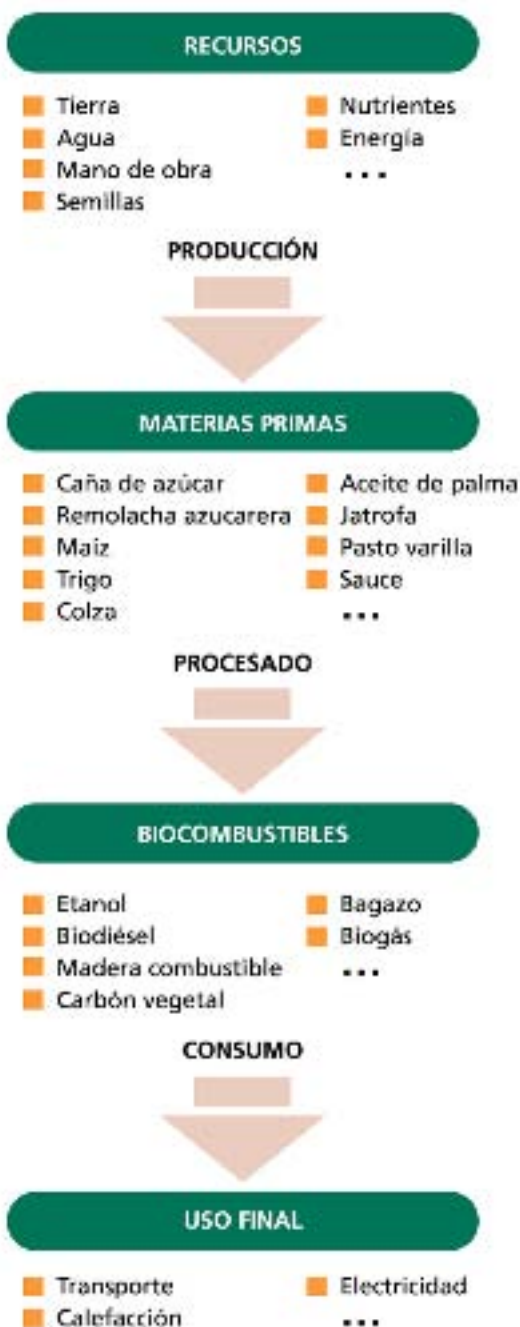 RECURSOS
Tierra
Agua
Mano de obra
Semillas
Nutrientes
Energía
...
PRODUCCIÓN
MATERIAS PRIMAS
Caña de azúcar
Remolacha azucarera
Maíz
Trigo
Colza
Aceite de palma
Jatrofa
Pasto varilla
Sauce
...
PROCESADO
BIOCOMBUSTIBLES
Etanol
Biodiésel
Madera combustible
Carbón vegetal
Bagazo
Biogás
...
CONSUMO
USO FINAL
Transporte
Calefacción
Electricidad
...